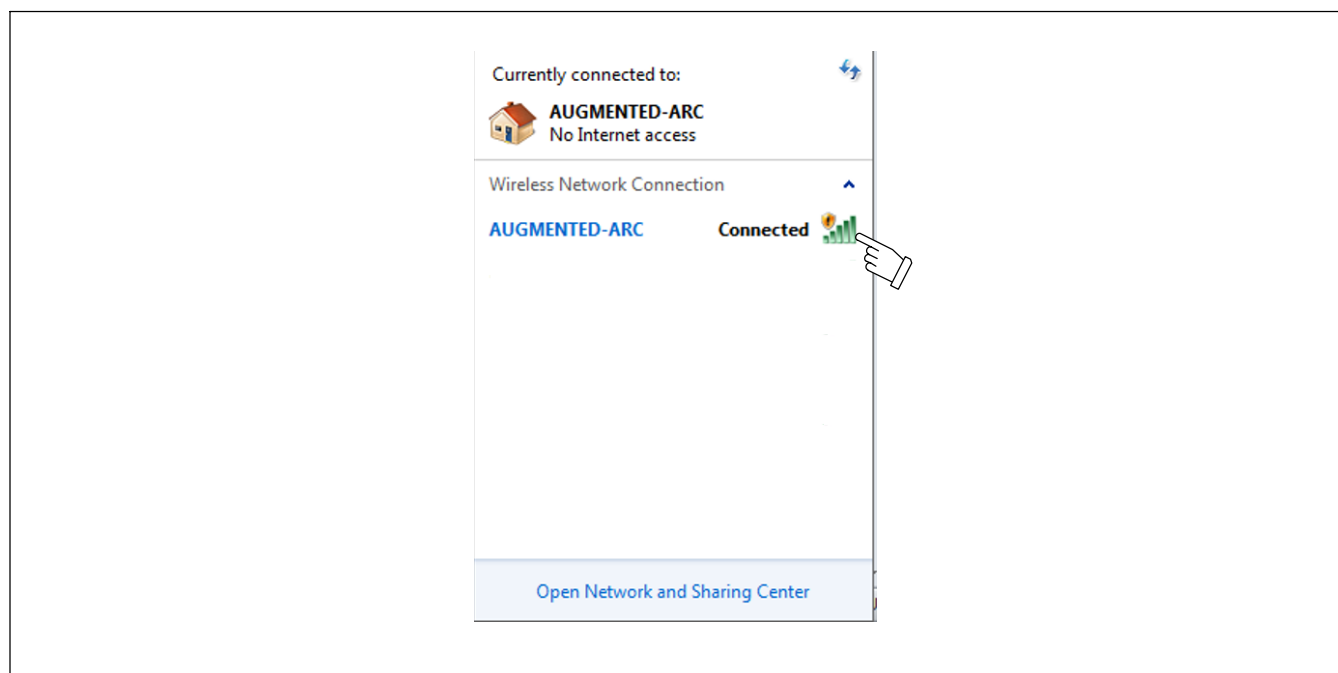 Currently connected to:
AUGMENTED-ARC
No Internet access
Wireless Network Connection
AUGMENTED-ARC Connected
Open Network and Sharing Center